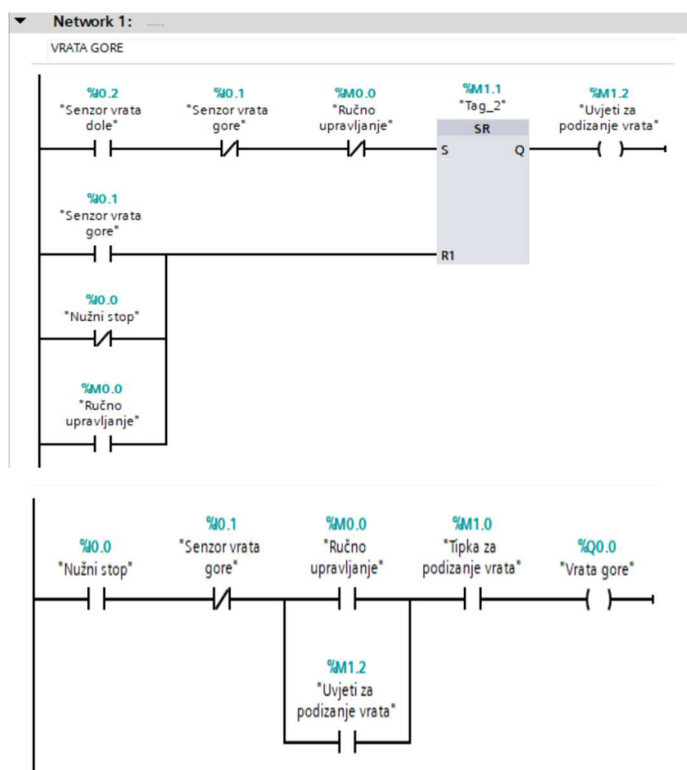 Network 1: .....
VRATA GORE
%I0.2
"Senzor vrata
dole"
%I0.1
"Senzor vrata
gore"
%M0.0
"Ručno
upravljanje"
%M1.1
"Tag_2"
SR
S
Q
%M1.2
"Uvjeti za
podizanje vrata"
%I0.1
"Senzor vrata
gore"
R1
%I0.0
"Nužni stop"
%M0.0
"Ručno
upravljanje"
%I0.0
"Nužni stop"
%I0.1
"Senzor vrata
gore"
%M0.0
"Ručno
upravljanje"
%M1.0
"Tipka za
podizanje vrata"
%Q0.0
"Vrata gore"
%M1.2
"Uvjeti za
podizanje vrata"